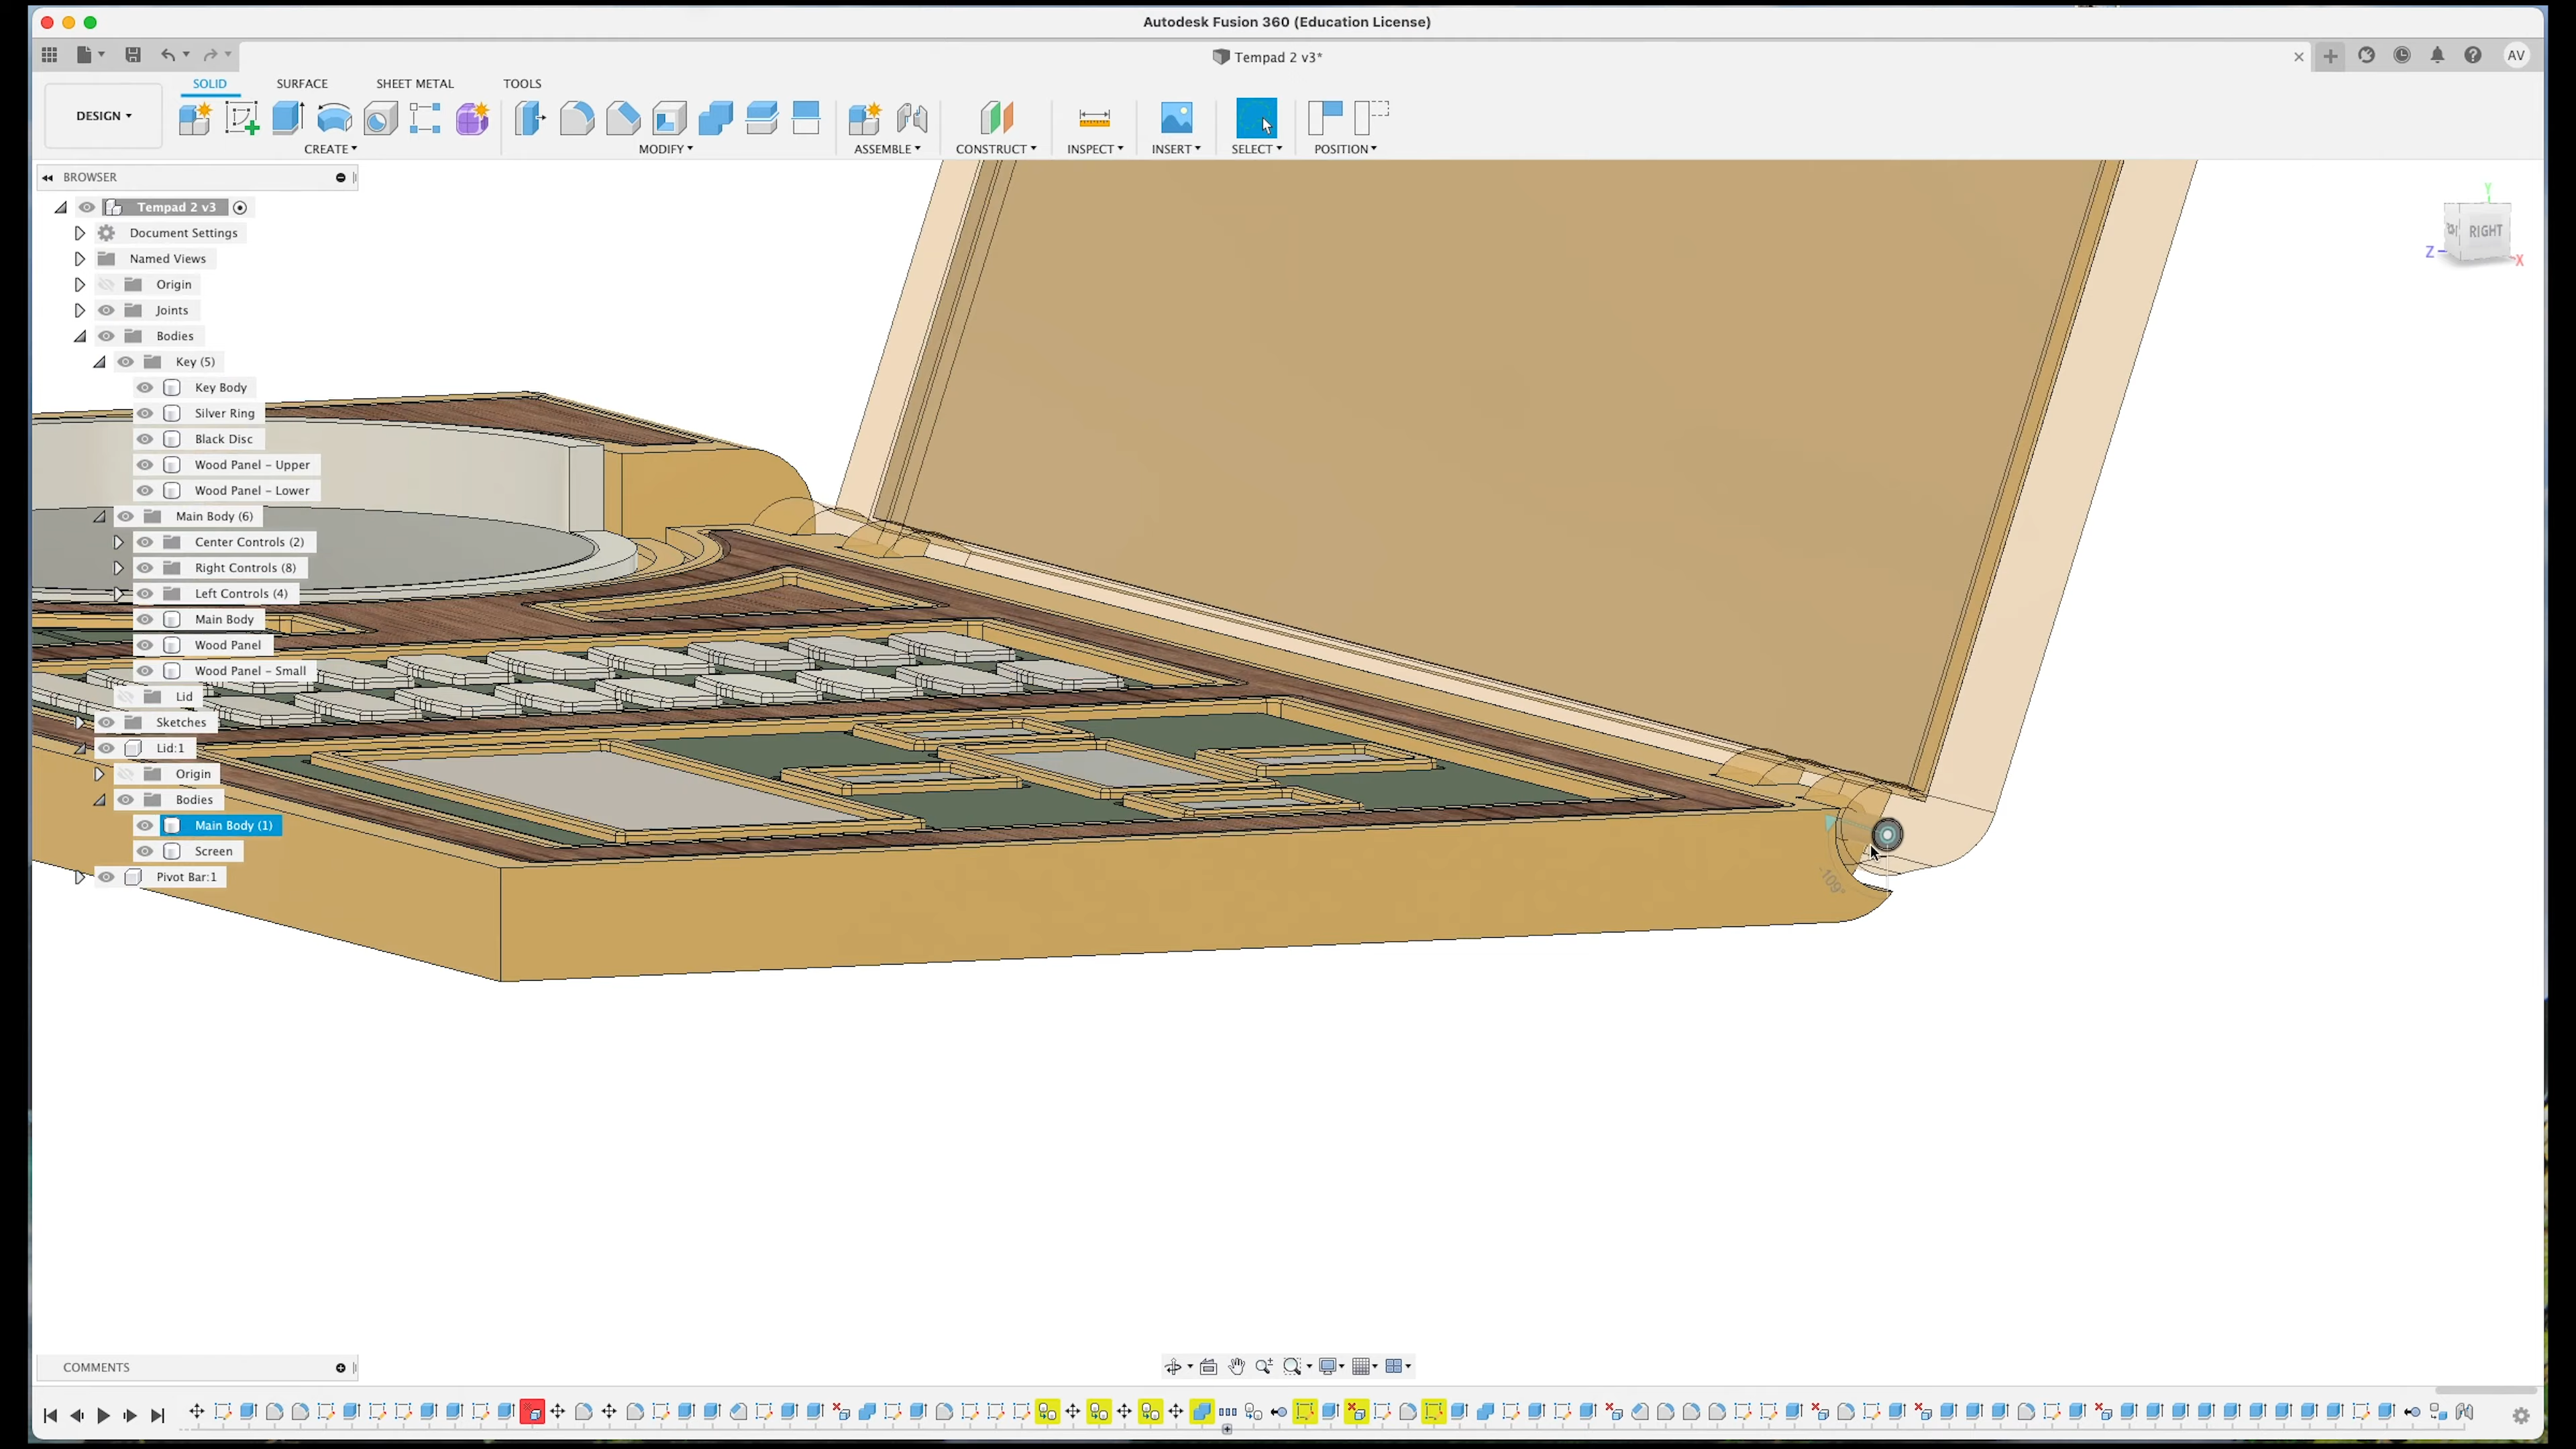 Autodesk Fusion 360 (Education License)
Tempad 2 v3*
AV
SOLID SURFACE SHEET METAL TOOLS
DESIGN
CREATE MODIFY ASSEMBLE CONSTRUCT INSPECT INSERT SELECT POSITION
BROWSER
Tempad 2 v3
Document Settings
Named Views
Origin
Joints
Bodies
Key (5)
Key Body
Silver Ring
Black Disc
Wood Panel - Upper
Wood Panel - Lower
Main Body (6)
Center Controls (2)
Right Controls (8)
Left Controls (4)
Main Body
Wood Panel
Wood Panel - Small
Lid
Sketches
Lid:1
Origin
Bodies
Main Body (1)
Screen
Pivot Bar:1
Y
RIGHT
Z
X
-109°
COMMENTS